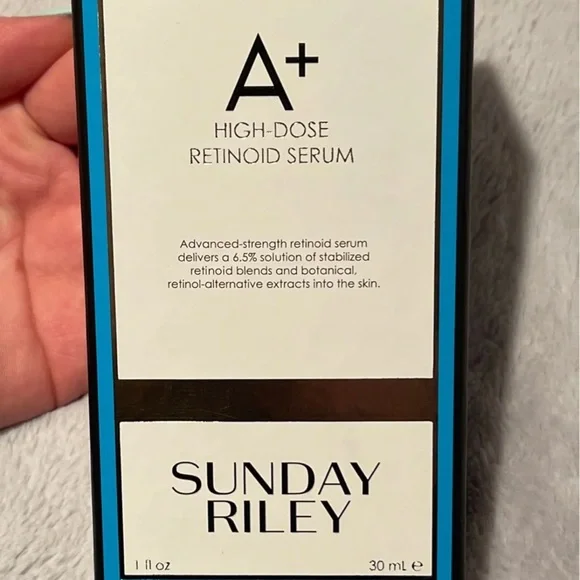 A+
HIGH-DOSE
RETINOID SERUM
Advanced-strength retinoid serum
delivers a 6.5% solution of stabilized
retinoid blends and botanical,
retinol-alternative extracts into the skin.
SUNDAY
RILEY
1 fl oz 30 mL ℮